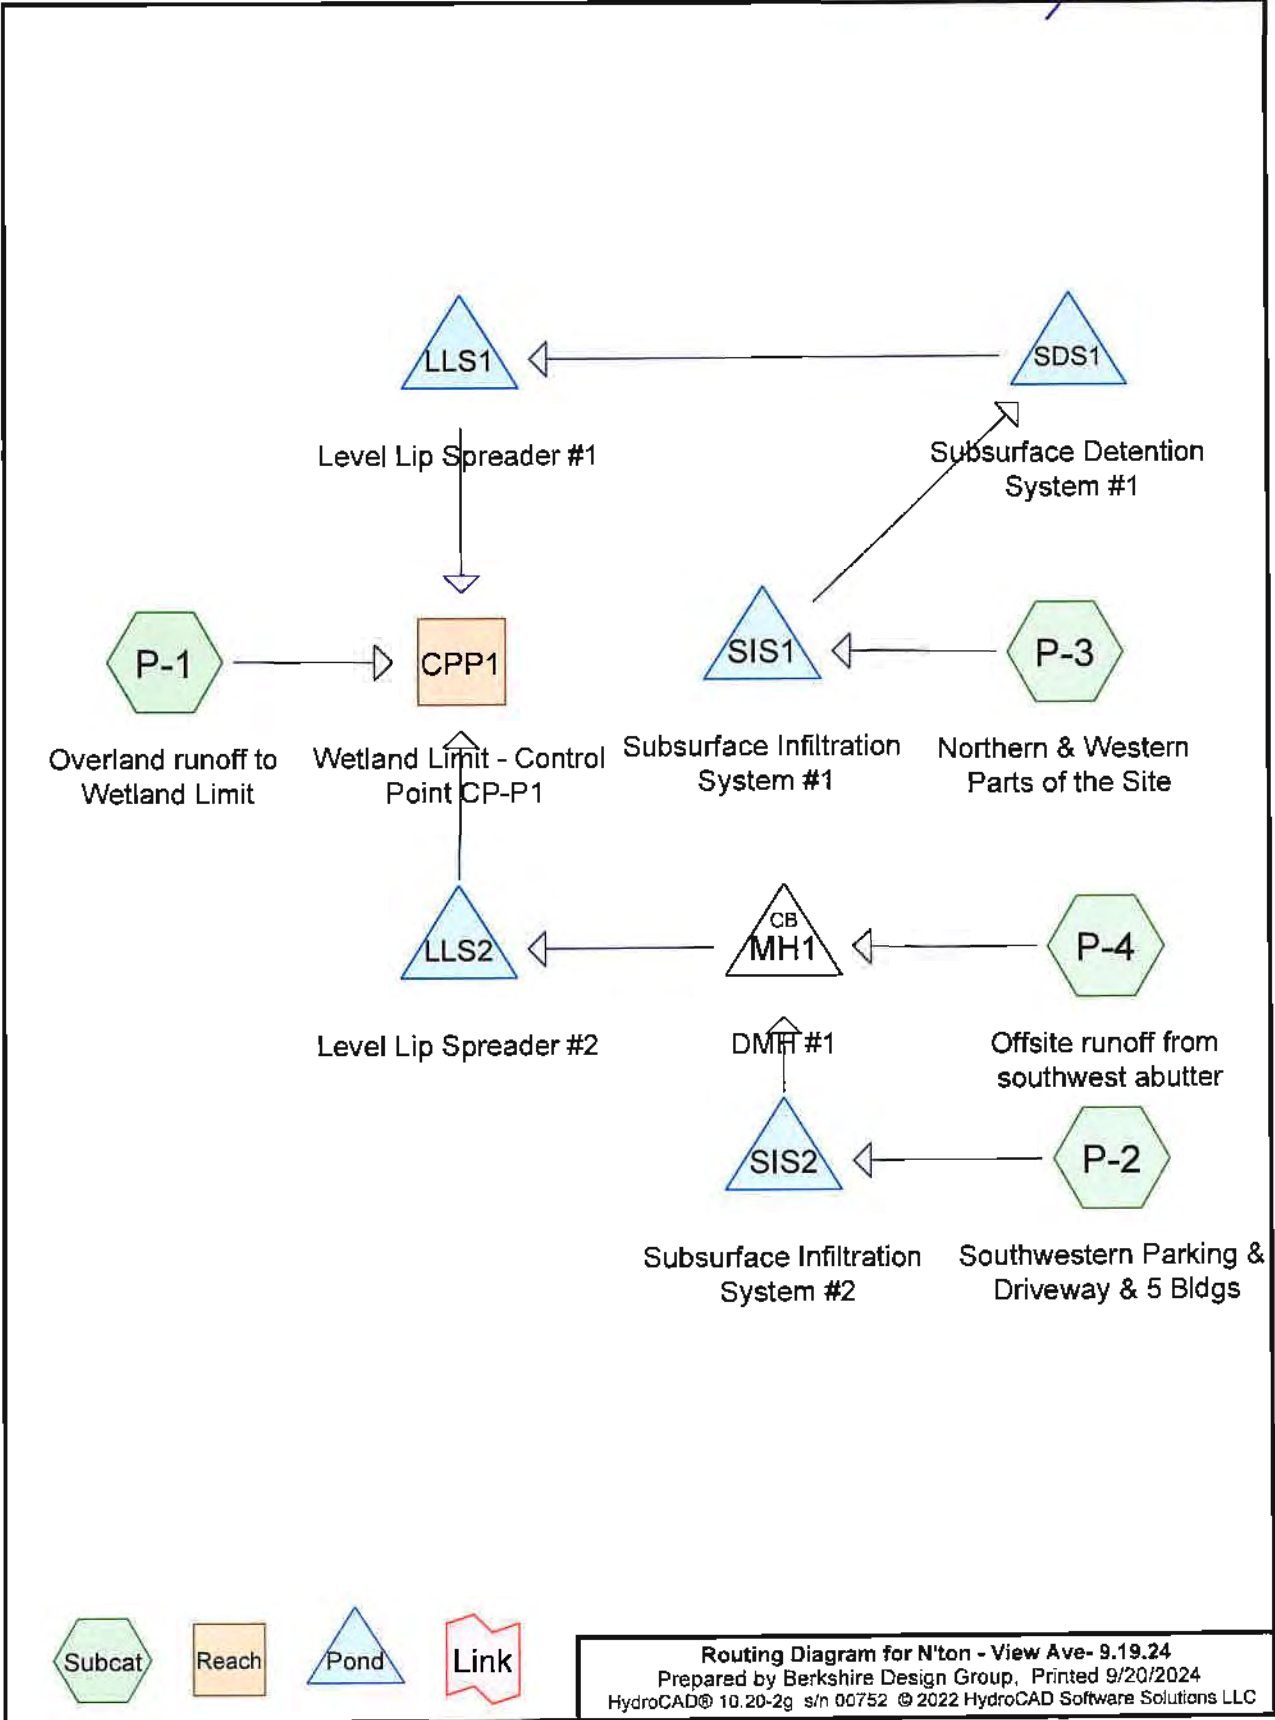 LLS1
SDS1
Level Lip Spreader #1
Subsurface Detention
System #1
P-1
CPP1
SIS1
P-3
Overland runoff to
Wetland Limit
Wetland Limit - Control
Point CP-P1
Subsurface Infiltration
System #1
Northern & Western
Parts of the Site
LLS2
CB
MH1
P-4
Level Lip Spreader #2
DMH #1
Offsite runoff from
southwest abutter
SIS2
P-2
Subsurface Infiltration
System #2
Southwestern Parking &
Driveway & 5 Bldgs
Subcat
Reach
Pond
Link
Routing Diagram for N'ton - View Ave- 9.19.24
Prepared by Berkshire Design Group, Printed 9/20/2024
HydroCAD® 10.20-2g s/n 00752 © 2022 HydroCAD Software Solutions LLC